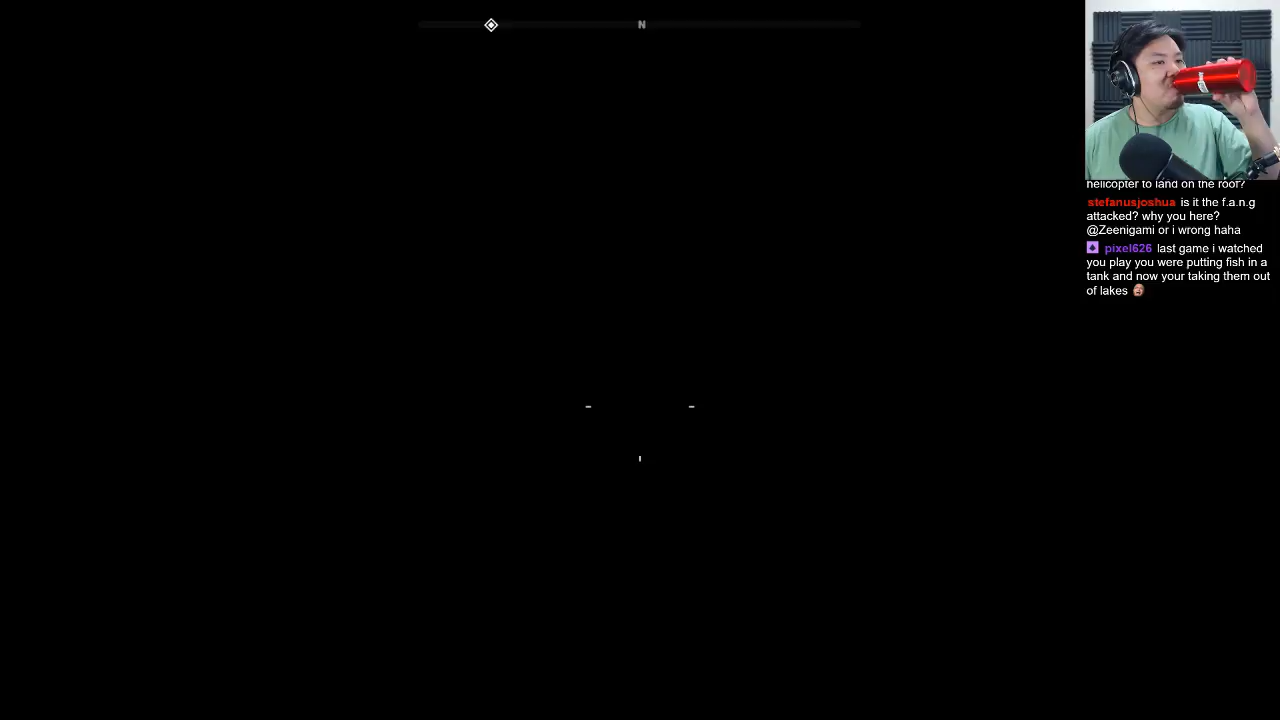 N
helicopter to land on the roof?
stefanusjoshua is it the f.a.n.g
attacked? why you here?
@Zeenigami or i wrong haha
pixel626 last game i watched
you play you were putting fish in a
tank and now your taking them out
of lakes